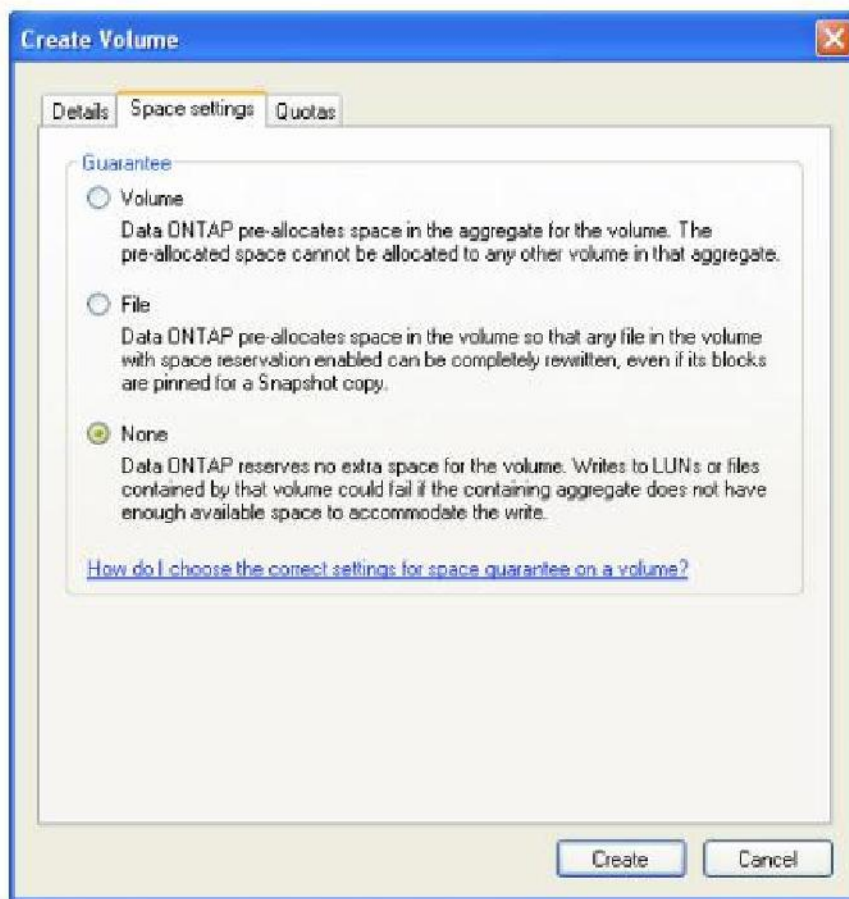 Create Volume
Details Space settings Quotas
Guarantee
Volume
Data ONTAP pre-allocates space in the aggregate for the volume. The
pre-allocated space cannot be allocated to any other volume in that aggregate.
File
Data ONTAP pre-allocates space in the volume so that any file in the volume
with space reservation enabled can be completely rewritten, even if its blocks
are pinned for a Snapshot copy.
None
Data ONTAP reserves no extra space for the volume. Writes to LUNs or files
contained by that volume could fail if the containing aggregate does not have
enough available space to accommodate the write.
How do I choose the correct settings for space guarantee on a volume?
Create Cancel